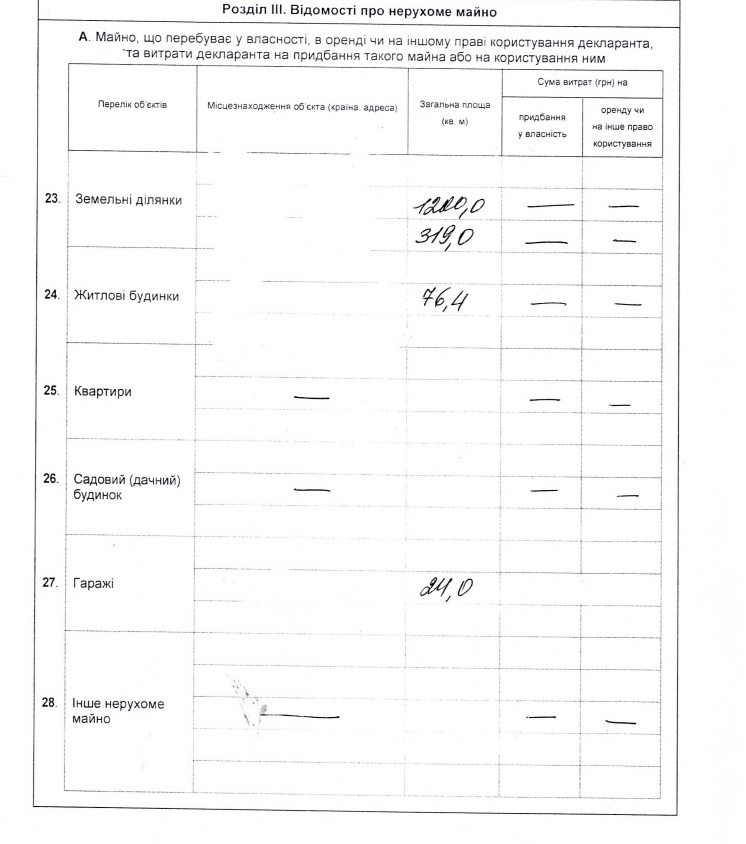 Розділ III. Відомості про нерухоме майно
А. Майно, що перебуває у власності, в оренді чи на іншому праві користування декларанта,
та витрати декларанта на придбання такого майна або на користування ним
Перелік об'єктів
Місцезнаходження об'єкта (країна, адреса)
Загальна площа
(кв. м)
Сума витрат (грн) на
придбання
у власність
оренду чи
на інше право
користування
23. Земельні ділянки
1200,0 — —
319,0 — —
24. Житлові будинки 76,4 — —
25. Квартири — — —
26. Садовий (дачний)
будинок — — —
27. Гаражі 24,0
28. Інше нерухоме
майно — — —